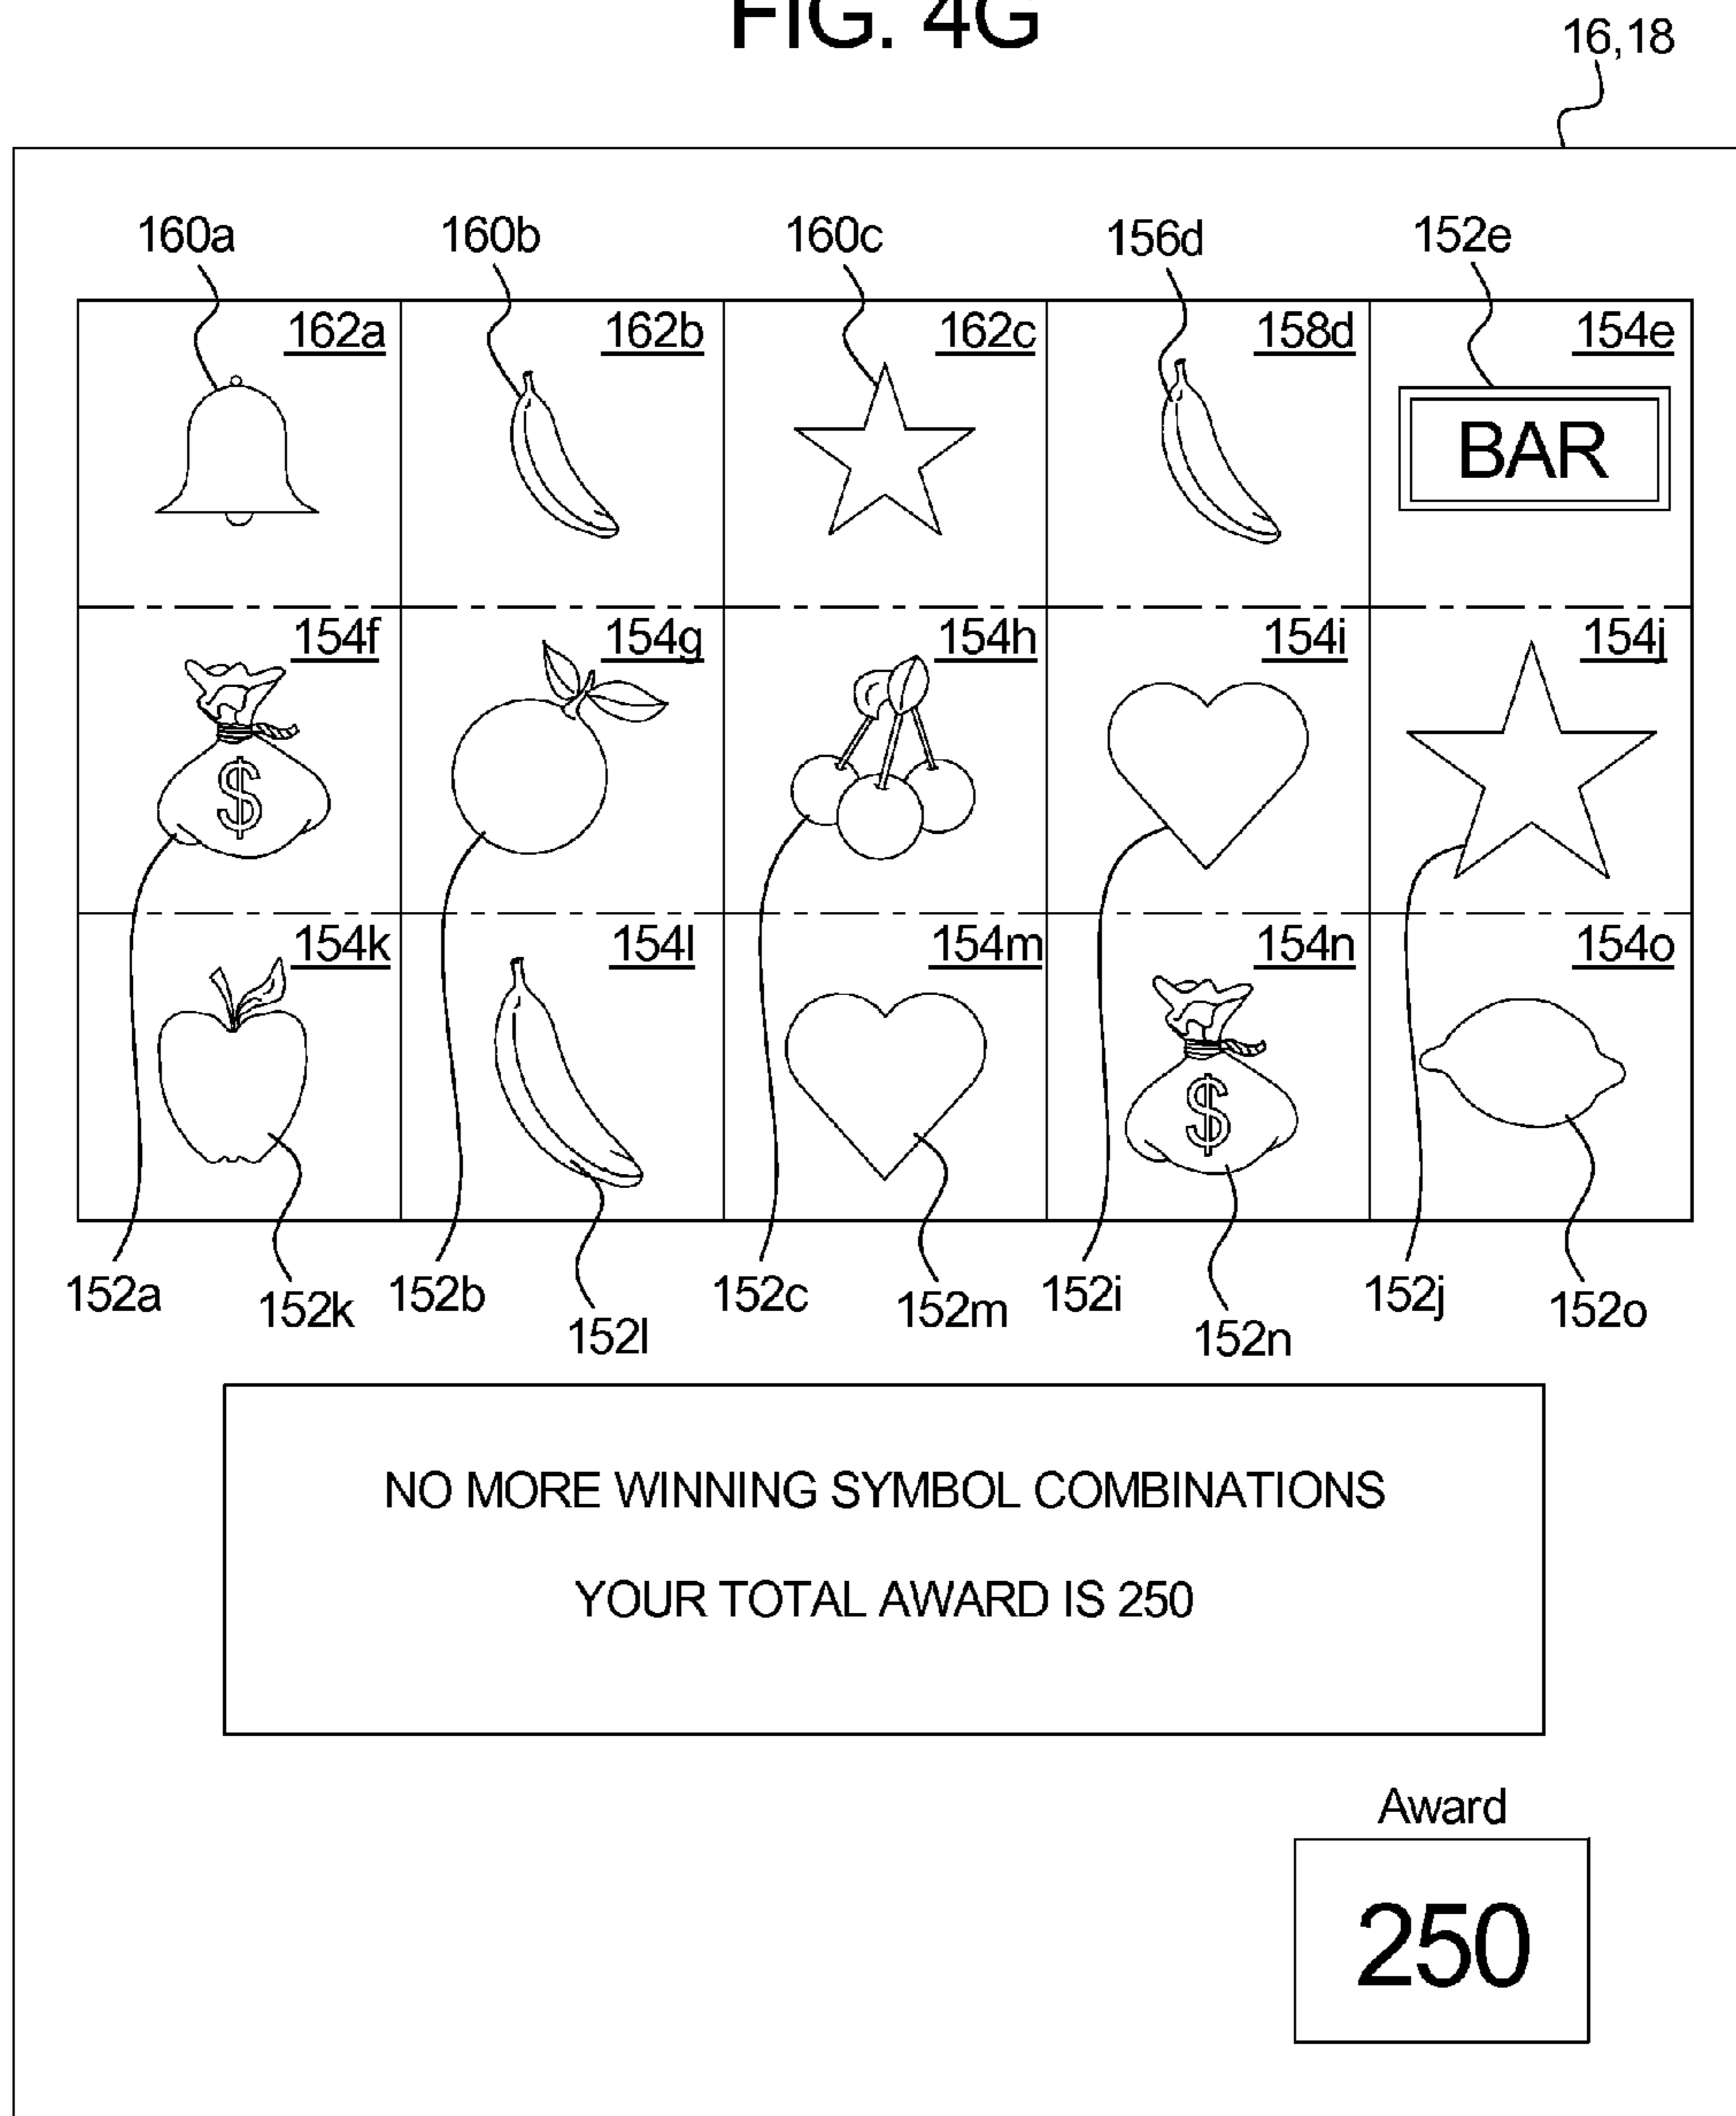 FIG. 4G
16,18
160a 160b 160c 156d 152e
162a 162b 162c 158d 154e
BAR
154f 154g 154h 154i 154j
$
154k 154l 154m 154n 154o
$
152a 152k 152b 152l 152c 152m 152i 152n 152j 152o
NO MORE WINNING SYMBOL COMBINATIONS
YOUR TOTAL AWARD IS 250
Award
250